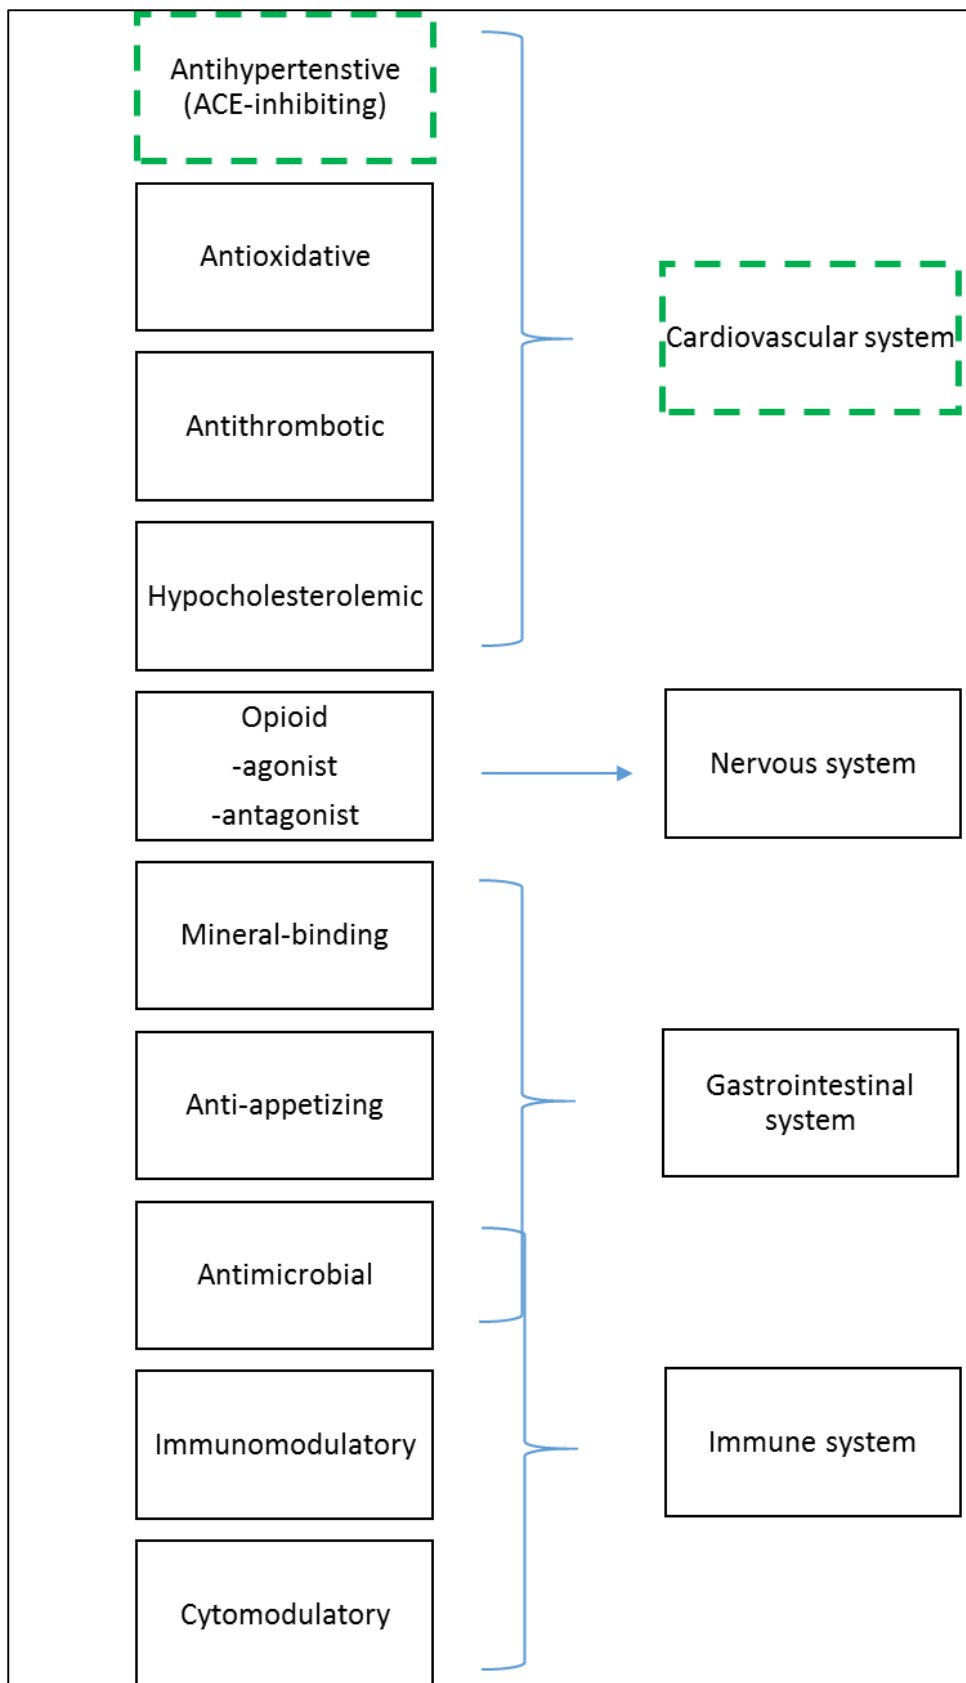 Antihypertenstive
(ACE-inhibiting)
Antioxidative
Cardiovascular system
Antithrombotic
Hypocholesterolemic
Opioid
-agonist
-antagonist
Nervous system
Mineral-binding
Anti-appetizing
Gastrointestinal
system
Antimicrobial
Immunomodulatory
Immune system
Cytomodulatory